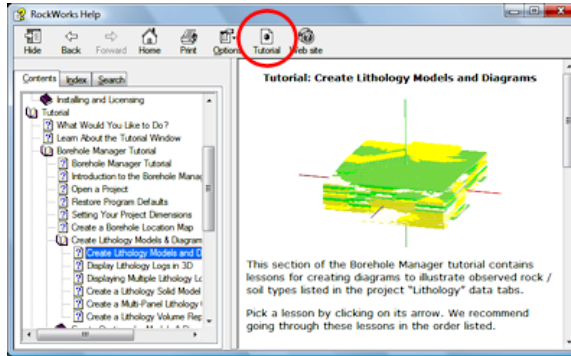 RockWorks Help
Hide Back Forward Home Print Options Tutorial Web site
Contents Index Search
Installing and Licensing
Tutorial
What Would You Like to Do?
Learn About the Tutorial Window
Borehole Manager Tutorial
Borehole Manager Tutorial
Introduction to the Borehole Manag
Open a Project
Restore Program Defaults
Setting Your Project Dimensions
Create a Borehole Location Map
Create Lithology Models & Diagram
Create Lithology Models and D
Display Lithology Logs in 3D
Displaying Multiple Lithology Lo
Create a Lithology Solid Model
Create a Multi-Panel Lithology
Create a Lithology Volume Rep
Tutorial: Create Lithology Models and Diagrams
This section of the Borehole Manager tutorial contains
lessons for creating diagrams to illustrate observed rock /
soil types listed in the project "Lithology" data tabs.
Pick a lesson by clicking on its arrow. We recommend
going through these lessons in the order listed.